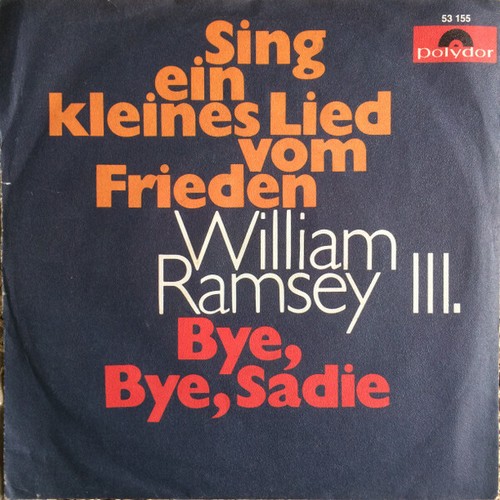 53 155
polydor
Sing
ein
kleines Lied
vom
Frieden
William
Ramsey III.
Bye,
Bye, Sadie